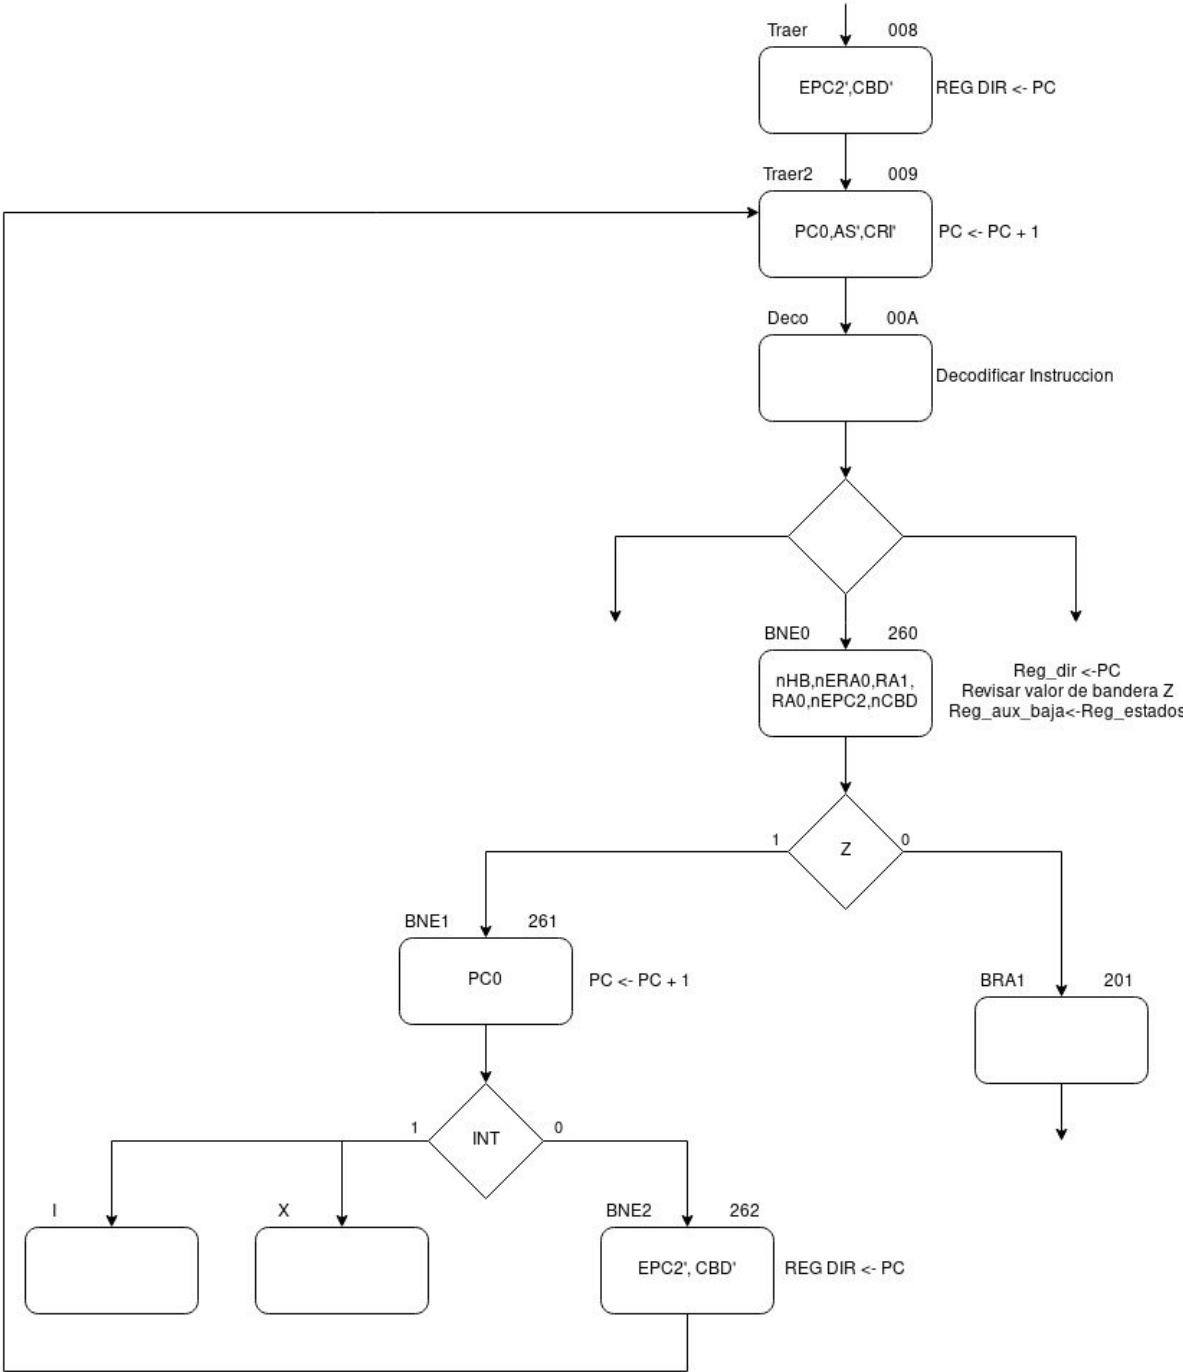 Traer 008
EPC2',CBD'
REG DIR <- PC
Traer2 009
PC0,AS',CRI'
PC <- PC + 1
Deco 00A
Decodificar Instruccion
BNE0 260
nHB,nERA0,RA1,
RA0,nEPC2,nCBD
Reg_dir <-PC
Revisar valor de bandera Z
Reg_aux_baja<-Reg_estados
1 Z 0
BNE1 261
PC0
PC <- PC + 1
BRA1 201
1 INT 0
I
X
BNE2 262
EPC2', CBD'
REG DIR <- PC